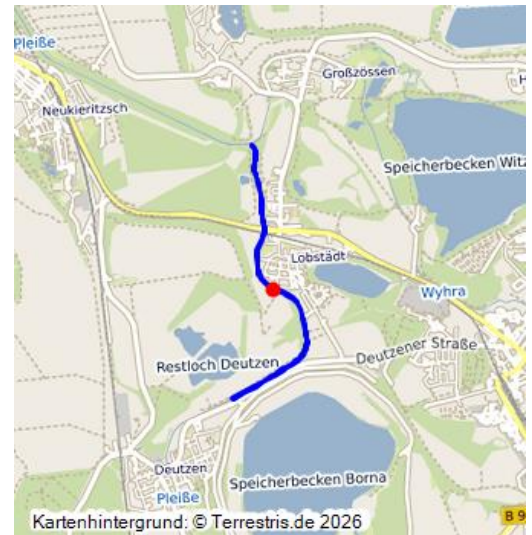 Pleiße
Großzössen
H
Neukieritzsch
Speicherbecken Witz
Lobstädt
Wyhra
Deutzener Straße
Restloch Deutzen
Deutzen
Speicherbecken Borna
Pleiße
B 9
Kartenhintergrund: © Terrestris.de 2026